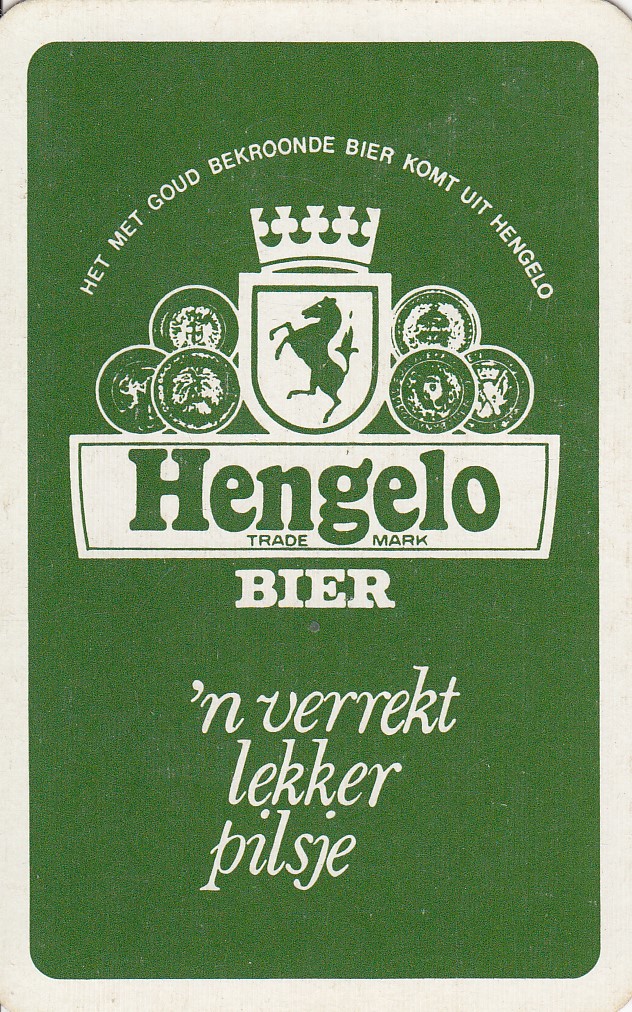 HET MET GOUD BEKROONDE BIER KOMT UIT HENGELO
Hengelo
TRADE MARK
BIER
'n verrekt
lekker
pilsje